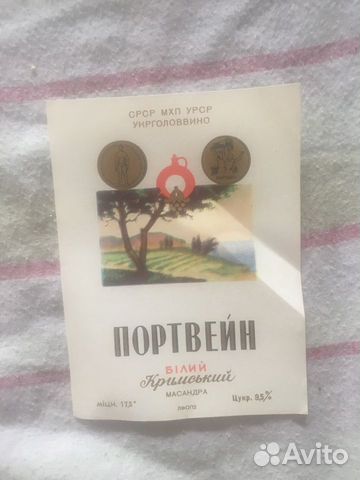 СРСР МХП УРСР
УКРГОЛОВВИНО
ПОРТВЕЙН
БІЛИЙ
Кримський
МАСАНДРА
міцн. 17,5°
Цукр. 9,5%
Avito